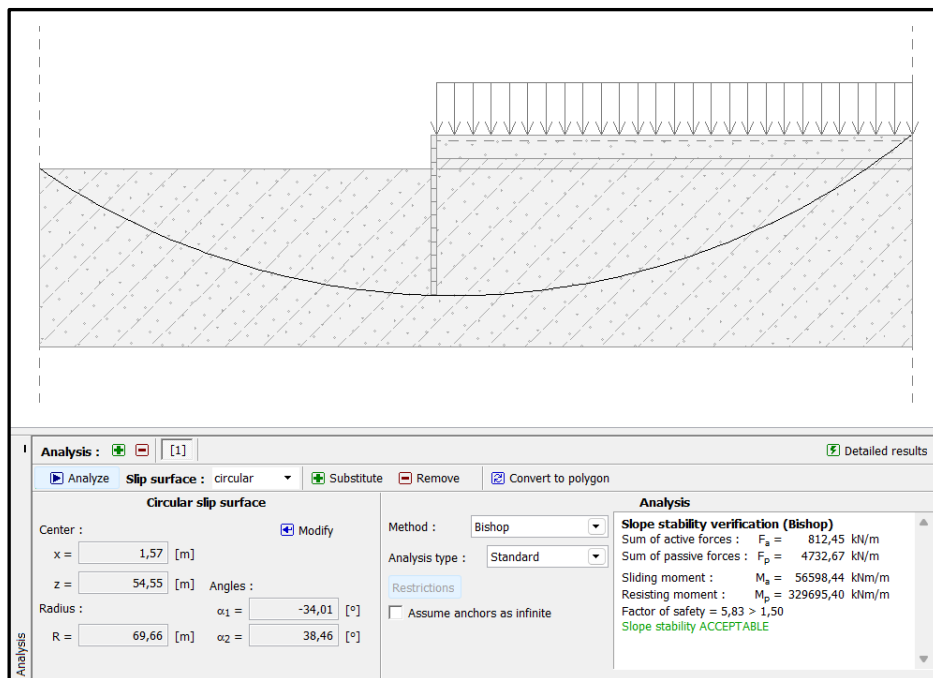 Analysis : [1] Detailed results
Analyze Slip surface : circular Substitute Remove Convert to polygon
Circular slip surface
Center :
Modify
x = 1,57 [m]
z = 54,55 [m] Angles :
Radius :
α1 = -34,01 [°]
R = 69,66 [m] α2 = 38,46 [°]
Analysis
Method : Bishop
Analysis type : Standard
Restrictions
Assume anchors as infinite
Slope stability verification (Bishop)
Sum of active forces : Fa = 812,45 kN/m
Sum of passive forces : Fp = 4732,67 kN/m
Sliding moment : Ma = 56598,44 kNm/m
Resisting moment : Mp = 329695,40 kNm/m
Factor of safety = 5,83 > 1,50
Slope stability ACCEPTABLE
Analysis